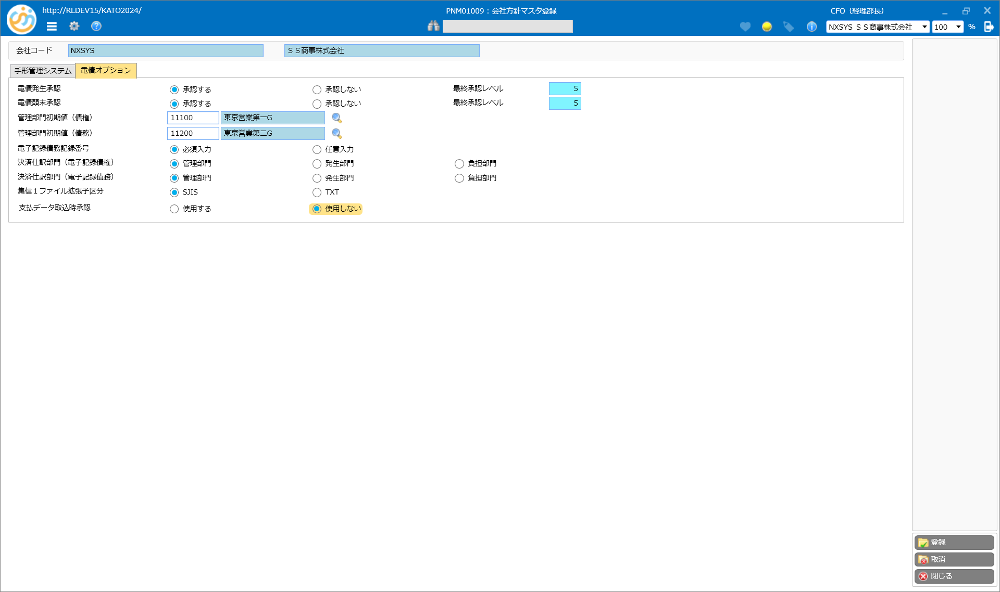 http://RLDEV15/KATO2024/
PNM01009：会社方針マスタ登録
CFO（経理部長）
NXSYS ＳＳ商事株式会社
100
%
会社コード NXSYS ＳＳ商事株式会社
手形管理システム 電債オプション
電債発生承認 承認する 承認しない 最終承認レベル 5
電債顛末承認 承認する 承認しない 最終承認レベル 5
管理部門初期値（債権） 11100 東京営業第一G
管理部門初期値（債務） 11200 東京営業第二G
電子記録債務記録番号 必須入力 任意入力
決済仕訳部門（電子記録債権） 管理部門 発生部門 負担部門
決済仕訳部門（電子記録債務） 管理部門 発生部門 負担部門
集信１ファイル拡張子区分 SJIS TXT
支払データ取込時承認 使用する 使用しない
登録
取消
閉じる